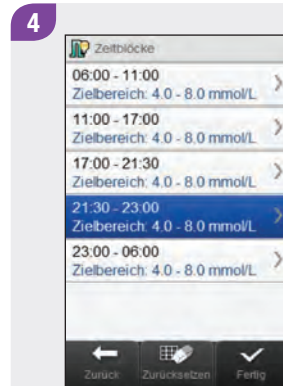 4
Zeitblöcke
06:00 - 11:00
Zielbereich: 4.0 - 8.0 mmol/L
11:00 - 17:00
Zielbereich: 4.0 - 8.0 mmol/L
17:00 - 21:30
Zielbereich: 4.0 - 8.0 mmol/L
21:30 - 23:00
Zielbereich: 4.0 - 8.0 mmol/L
23:00 - 06:00
Zielbereich: 4.0 - 8.0 mmol/L
Zurück Zurücksetzen Fertig